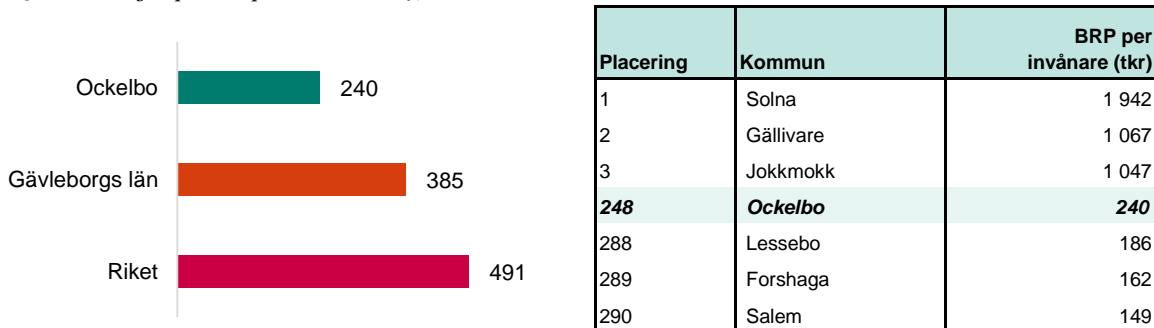 Ockelbo 240
Gävleborgs län 385
Riket 491
Placering Kommun BRP per invånare (tkr)
1 Solna 1 942
2 Gällivare 1 067
3 Jokkmokk 1 047
248 Ockelbo 240
288 Lessebo 186
289 Forshaga 162
290 Salem 149